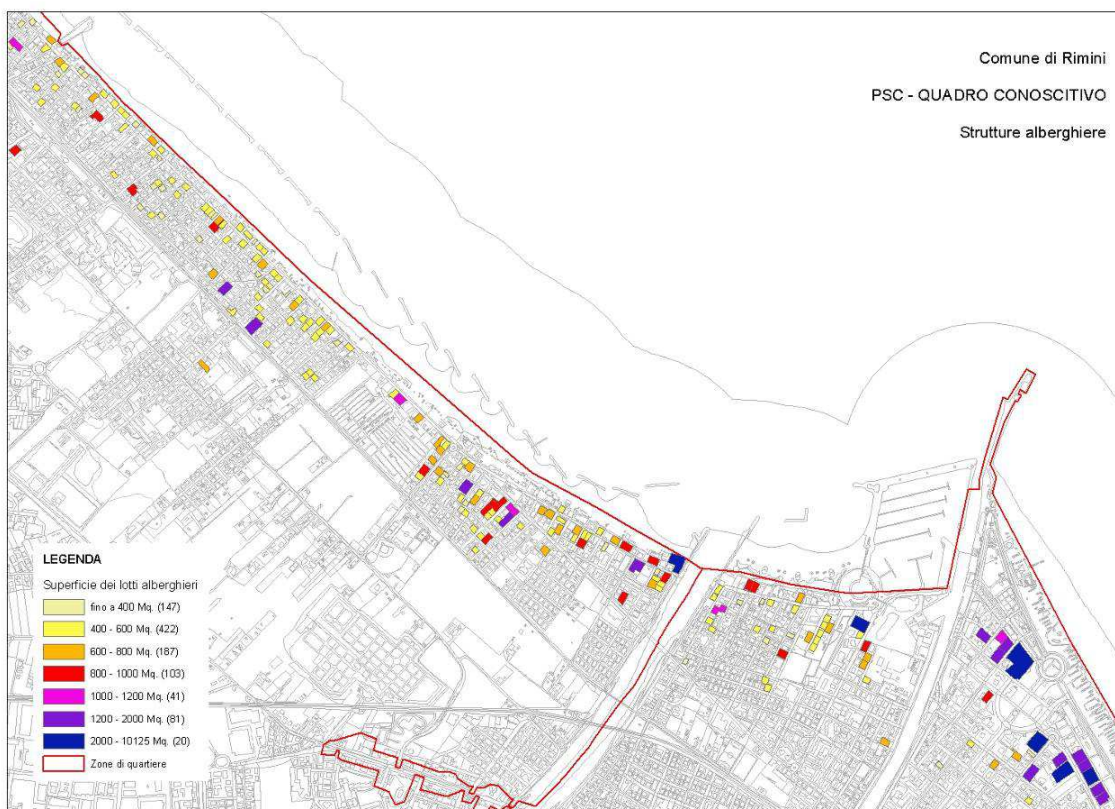 Comune di Rimini
PSC - QUADRO CONOSCITIVO
Strutture alberghiere
LEGENDA
Superficie dei lotti alberghieri
fino a 400 Mq. (147)
400 - 600 Mq. (422)
600 - 800 Mq. (187)
800 - 1000 Mq. (103)
1000 - 1200 Mq. (41)
1200 - 2000 Mq. (81)
2000 - 10125 Mq. (20)
Zone di quartiere